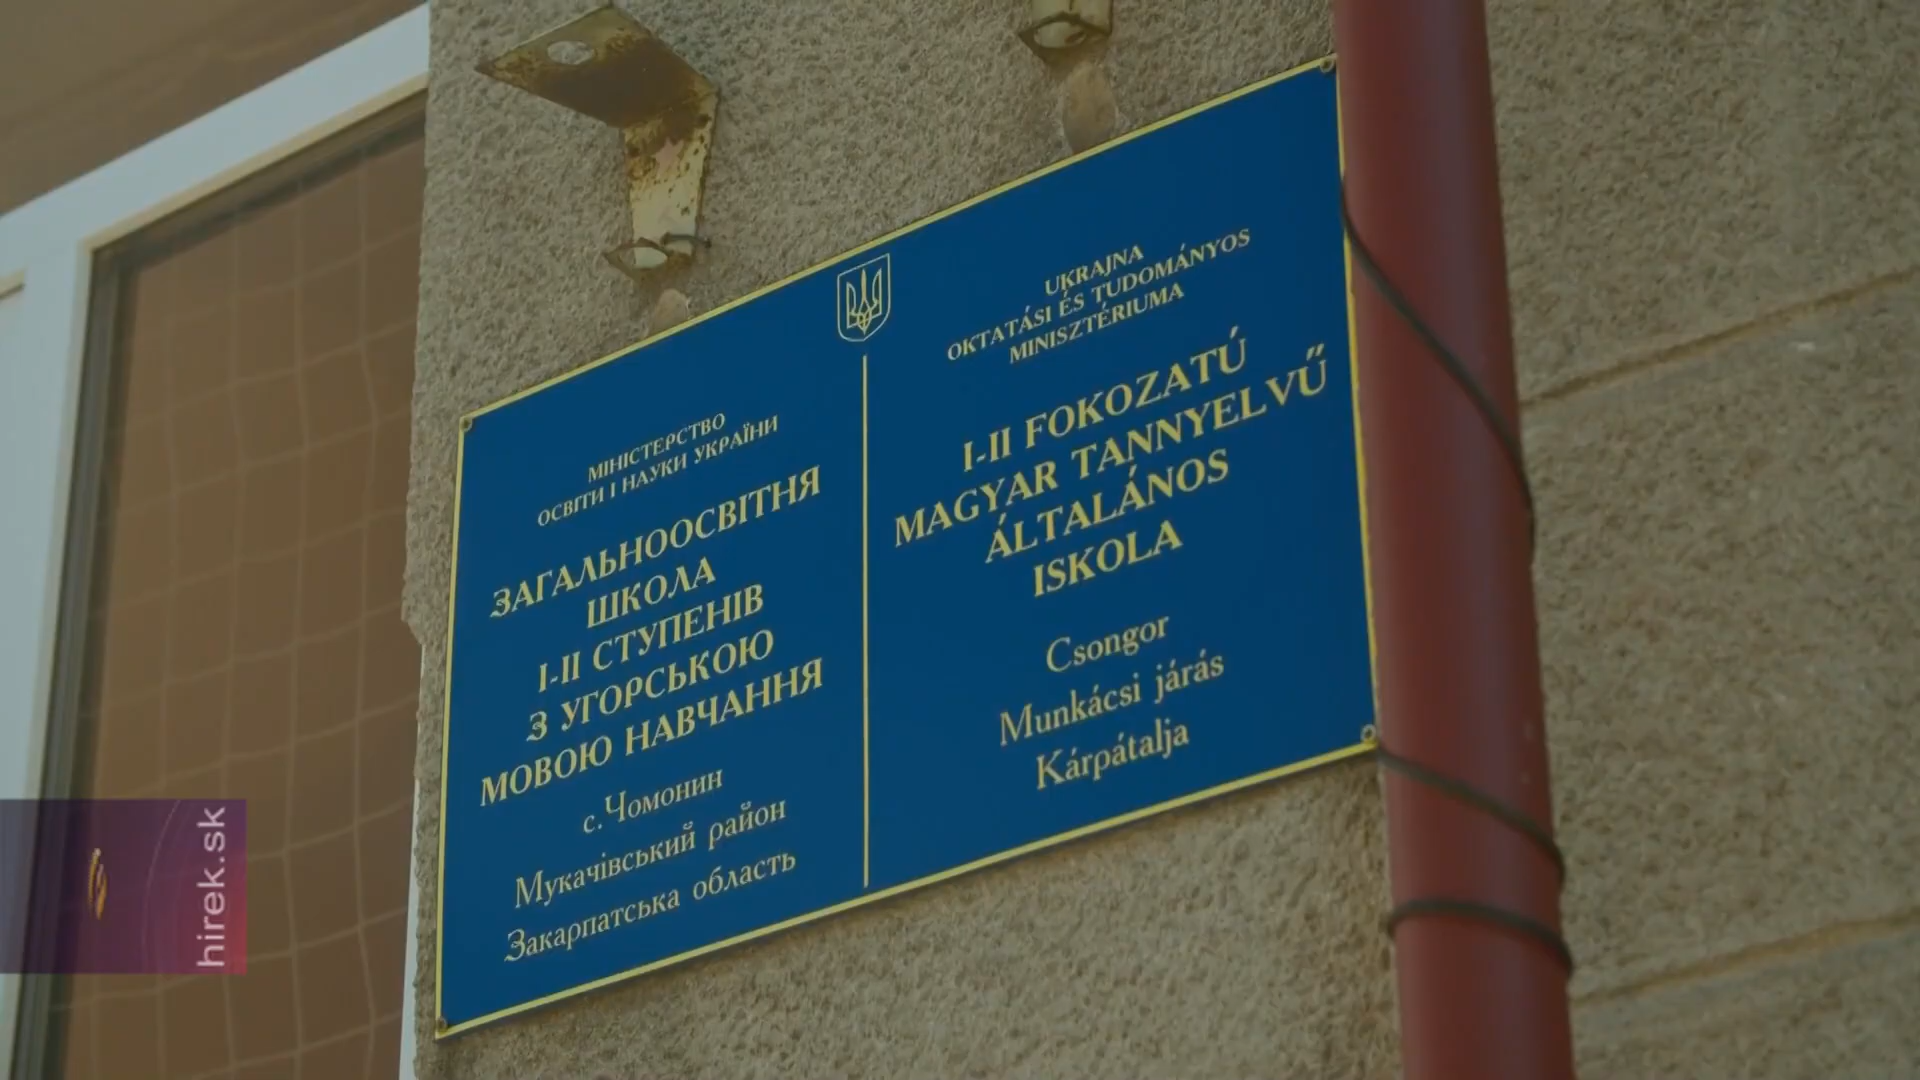 МІНІСТЕРСТВО
ОСВІТИ І НАУКИ УКРАЇНИ
ЗАГАЛЬНООСВІТНЯ
ШКОЛА
І-ІІ СТУПЕНІВ
З УГОРСЬКОЮ
МОВОЮ НАВЧАННЯ
с. Чомонин
Мукачівський район
Закарпатська область
UKRAJNA
OKTATÁSI ÉS TUDOMÁNYOS
MINISZTÉRIUMA
I-II FOKOZATÚ
MAGYAR TANNYELVŰ
ÁLTALÁNOS
ISKOLA
Csongor
Munkácsi járás
Kárpátalja
hirek.sk